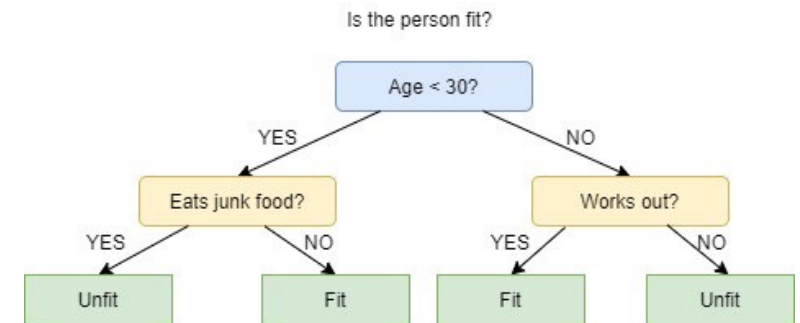 Is the person fit?
Age < 30?
YES
NO
Eats junk food?
Works out?
YES
NO
YES
NO
Unfit
Fit
Fit
Unfit